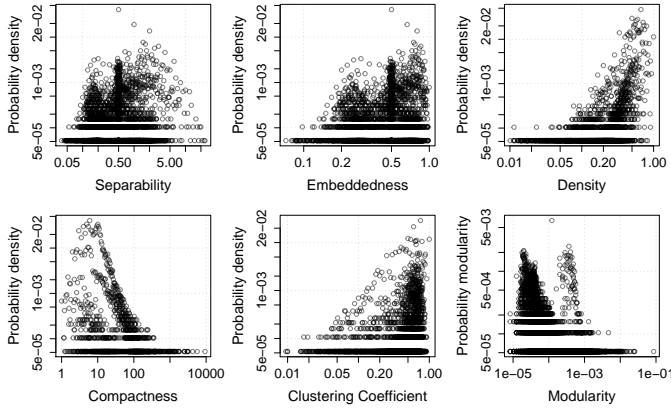 Probability density
5e-05 1e-03 2e-02
0.05 0.50 5.00
Separability
Probability density
5e-05 1e-03 2e-02
0.1 0.2 0.5 1.0
Embeddedness
Probability density
5e-05 1e-03 2e-02
0.01 0.05 0.20 1.00
Density
Probability density
5e-05 1e-03 2e-02
1 10 100 10000
Compactness
Probability density
5e-05 1e-03 2e-02
0.01 0.05 0.20 1.00
Clustering Coefficient
Probability modularity
5e-05 5e-04 5e-03
1e-05 1e-03 1e-01
Modularity